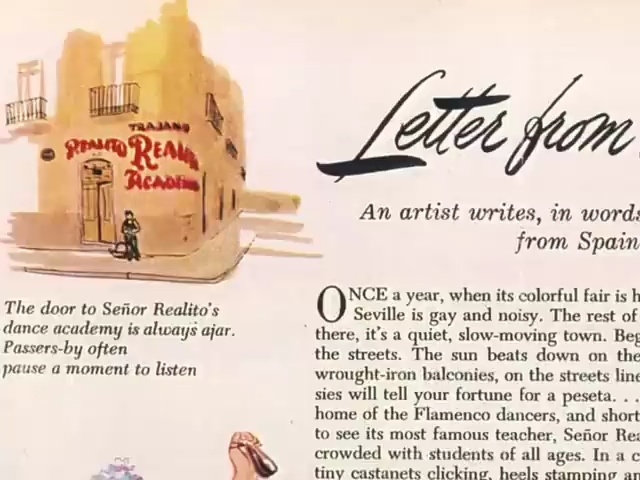 TRAJANO
REALITO REAL
ACADEM
Letter from
An artist writes, in words
from Spain
The door to Señor Realito's
dance academy is always ajar.
Passers-by often
pause a moment to listen
ONCE a year, when its colorful fair is h
Seville is gay and noisy. The rest of
there, it's a quiet, slow-moving town. Beg
the streets. The sun beats down on the
wrought-iron balconies, on the streets line
sies will tell your fortune for a peseta. . .
home of the Flamenco dancers, and short
to see its most famous teacher, Señor Rea
crowded with students of all ages. In a c
tiny castanets clicking, heels stamping an